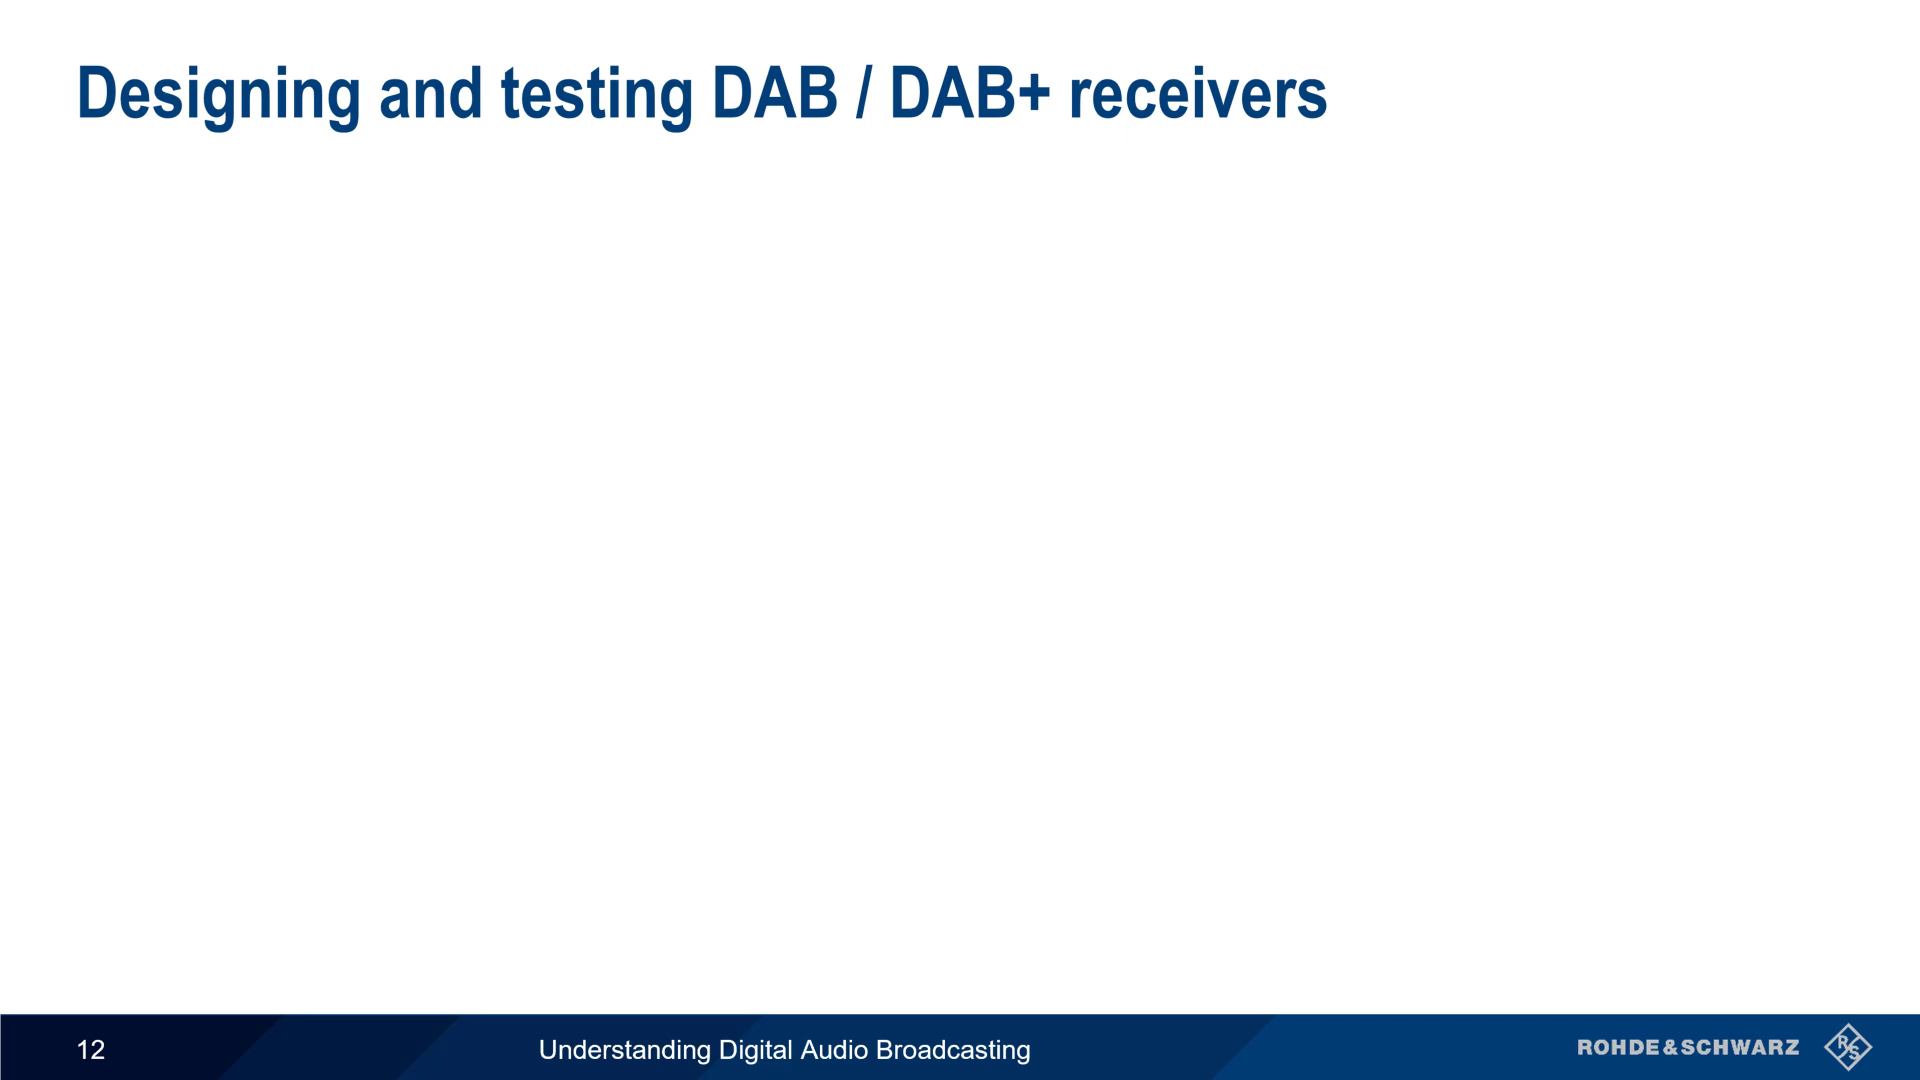 Designing and testing DAB / DAB+ receivers
12
Understanding Digital Audio Broadcasting
ROHDE&SCHWARZ
R S